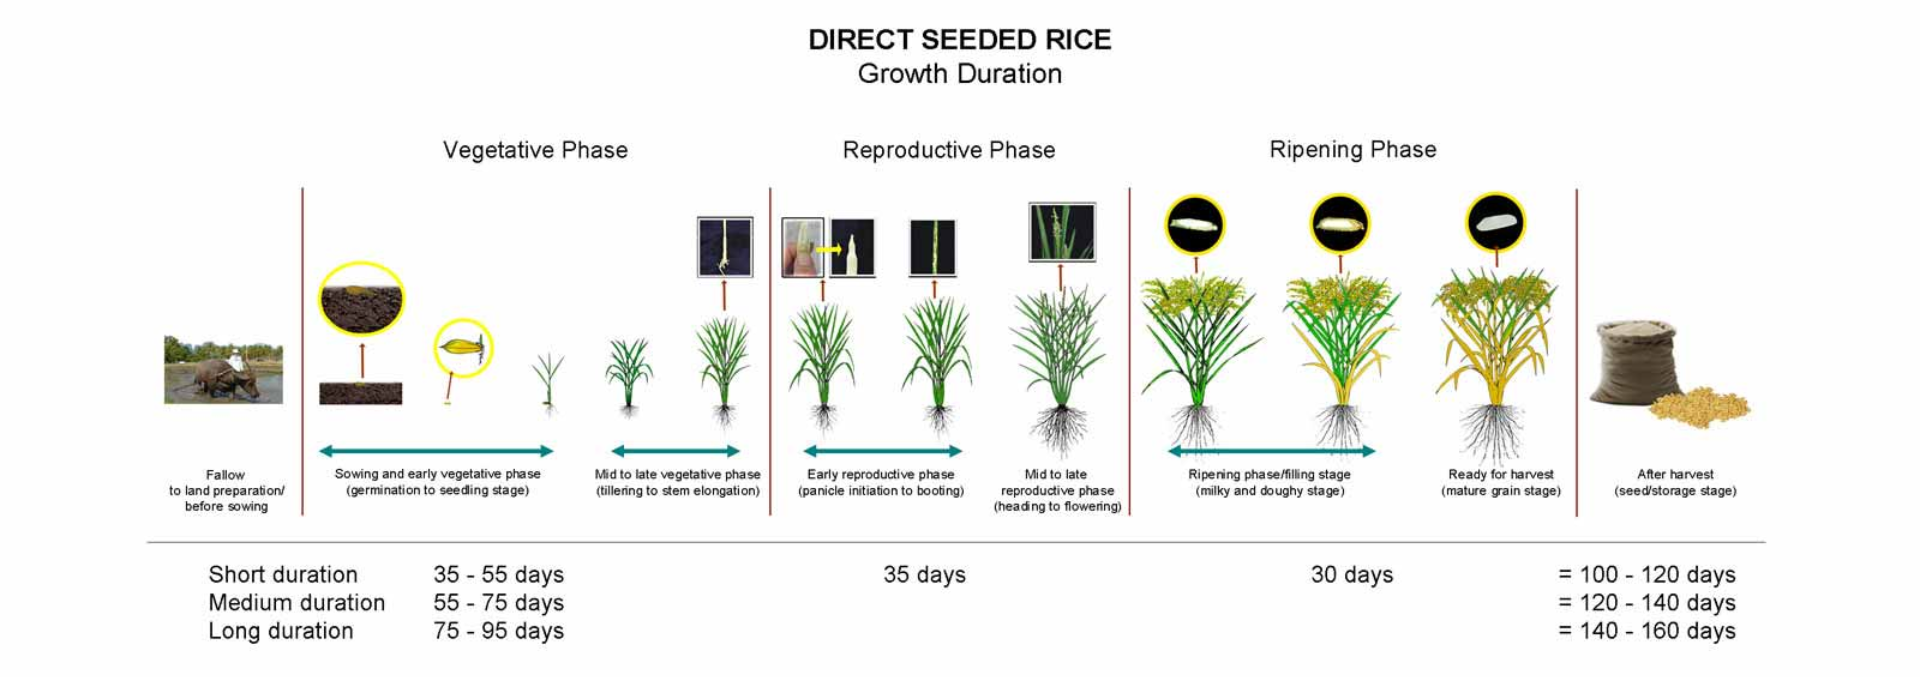 DIRECT SEEDED RICE
Growth Duration
Vegetative Phase
Reproductive Phase
Ripening Phase
Fallow
to land preparation/
before sowing
Sowing and early vegetative phase
(germination to seedling stage)
Mid to late vegetative phase
(tillering to stem elongation)
Early reproductive phase
(panicle initiation to booting)
Mid to late
reproductive phase
(heading to flowering)
Ripening phase/filling stage
(milky and doughy stage)
Ready for harvest
(mature grain stage)
After harvest
(seed/storage stage)
Short duration 35 - 55 days 35 days 30 days = 100 - 120 days
Medium duration 55 - 75 days = 120 - 140 days
Long duration 75 - 95 days = 140 - 160 days